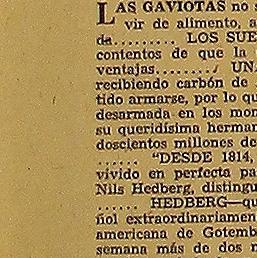 LAS GAVIOTAS no s
vir de alimento, a
da.......... LOS SUE
contentos de que la
ventajas........ UNA
recibiendo carbón de
tido armarse, por lo qu
desarmada en los mon
su queridísima herman
doscientos millones de
...... "DESDE 1814,
vivido en perfecta pa
Nils Hedberg, distingu
...... HEDBERG—qu
ñol extraordinariamen
americana de Gotemb
semana más de dos m